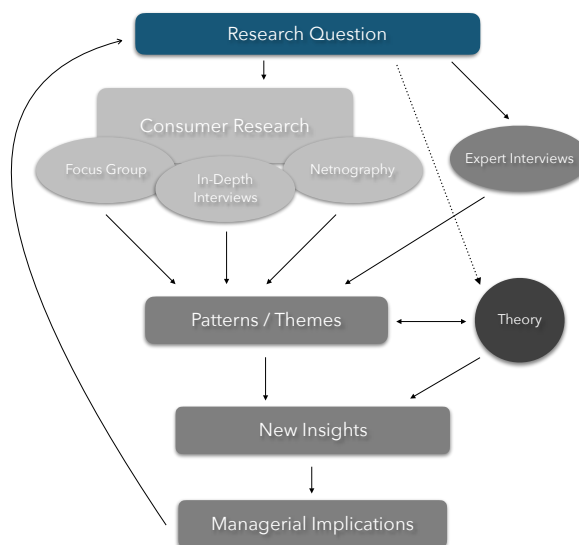 Research Question
Consumer Research
Focus Group
In-Depth
Interviews
Netnography
Expert Interviews
Patterns / Themes
Theory
New Insights
Managerial Implications